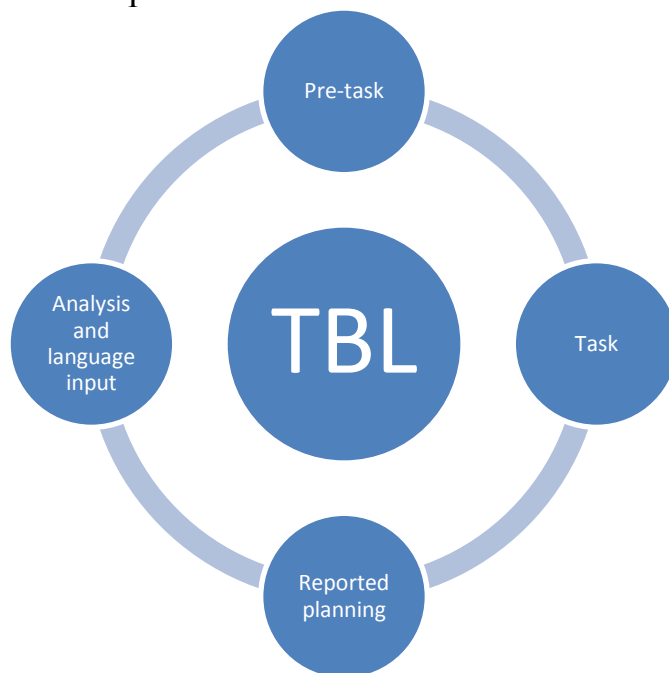 Pre-task
TBL
Analysis
and
language
input
Task
Reported
planning